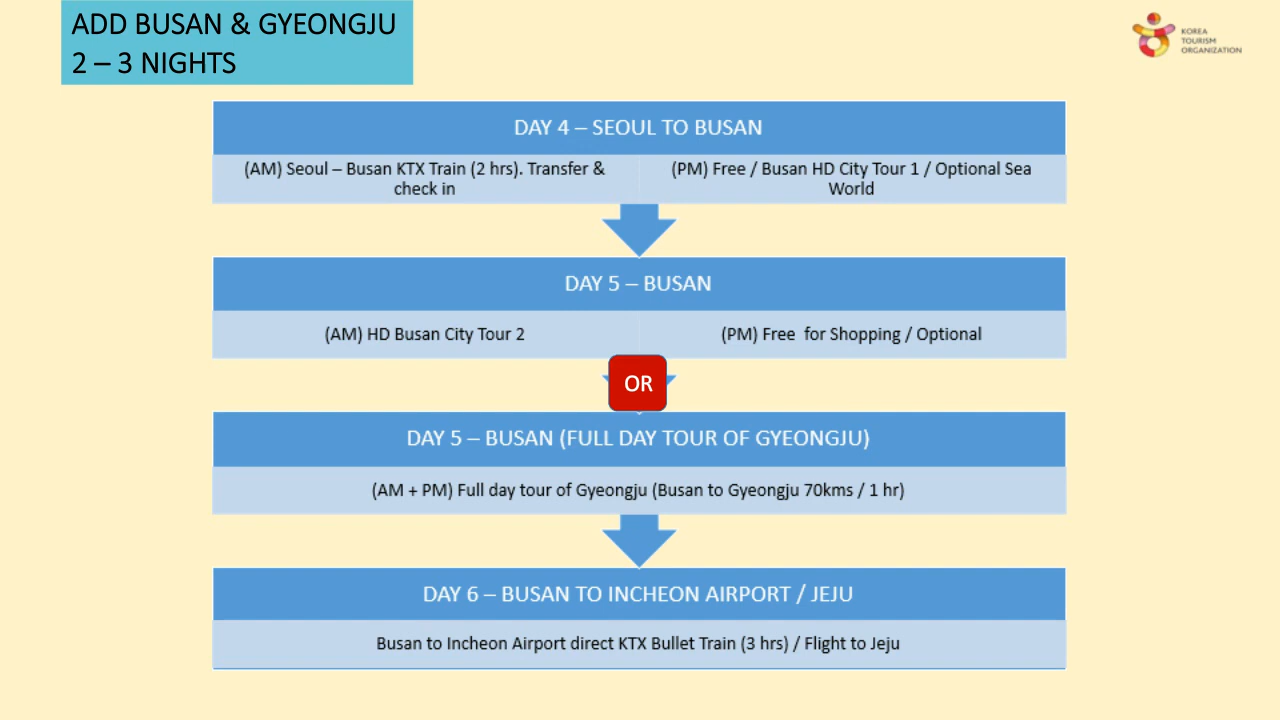 ADD BUSAN & GYEONGJU
2 – 3 NIGHTS
KOREA
TOURISM
ORGANIZATION
DAY 4 – SEOUL TO BUSAN
(AM) Seoul – Busan KTX Train (2 hrs). Transfer &
check in
(PM) Free / Busan HD City Tour 1 / Optional Sea
World
DAY 5 – BUSAN
(AM) HD Busan City Tour 2
(PM) Free  for Shopping / Optional
OR
DAY 5 – BUSAN (FULL DAY TOUR OF GYEONGJU)
(AM + PM) Full day tour of Gyeongju (Busan to Gyeongju 70kms / 1 hr)
DAY 6 – BUSAN TO INCHEON AIRPORT / JEJU
Busan to Incheon Airport direct KTX Bullet Train (3 hrs) / Flight to Jeju